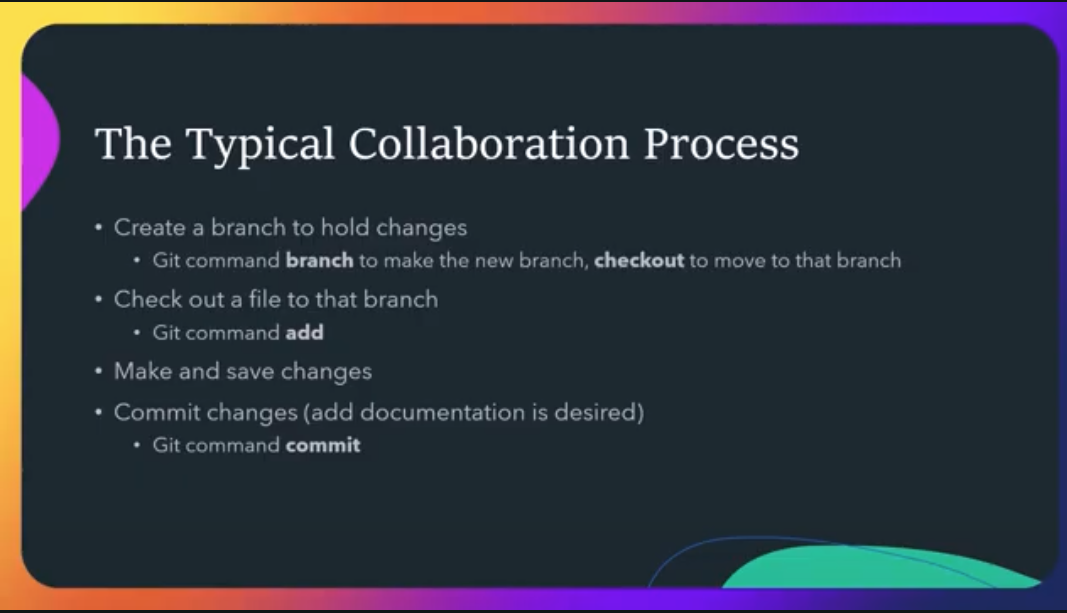 The Typical Collaboration Process
• Create a branch to hold changes
• Git command branch to make the new branch, checkout to move to that branch
• Check out a file to that branch
• Git command add
• Make and save changes
• Commit changes (add documentation is desired)
• Git command commit